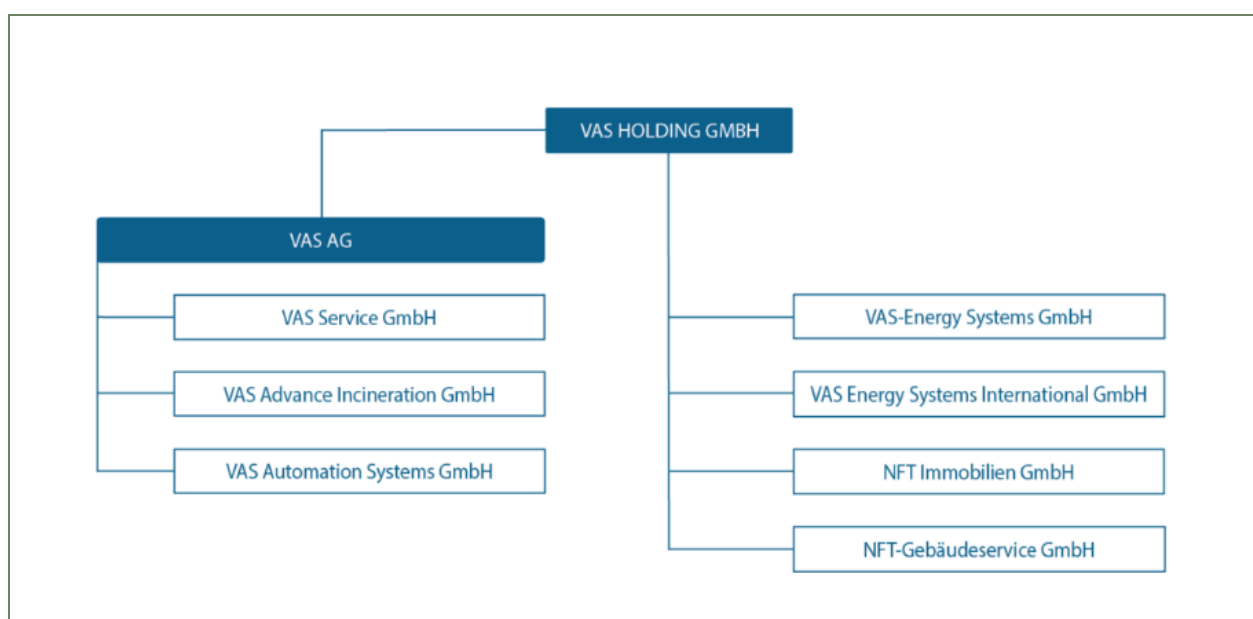 VAS HOLDING GMBH
VAS AG
VAS Service GmbH
VAS Advance Incineration GmbH
VAS Automation Systems GmbH
VAS-Energy Systems GmbH
VAS Energy Systems International GmbH
NFT Immobilien GmbH
NFT-Gebäudeservice GmbH